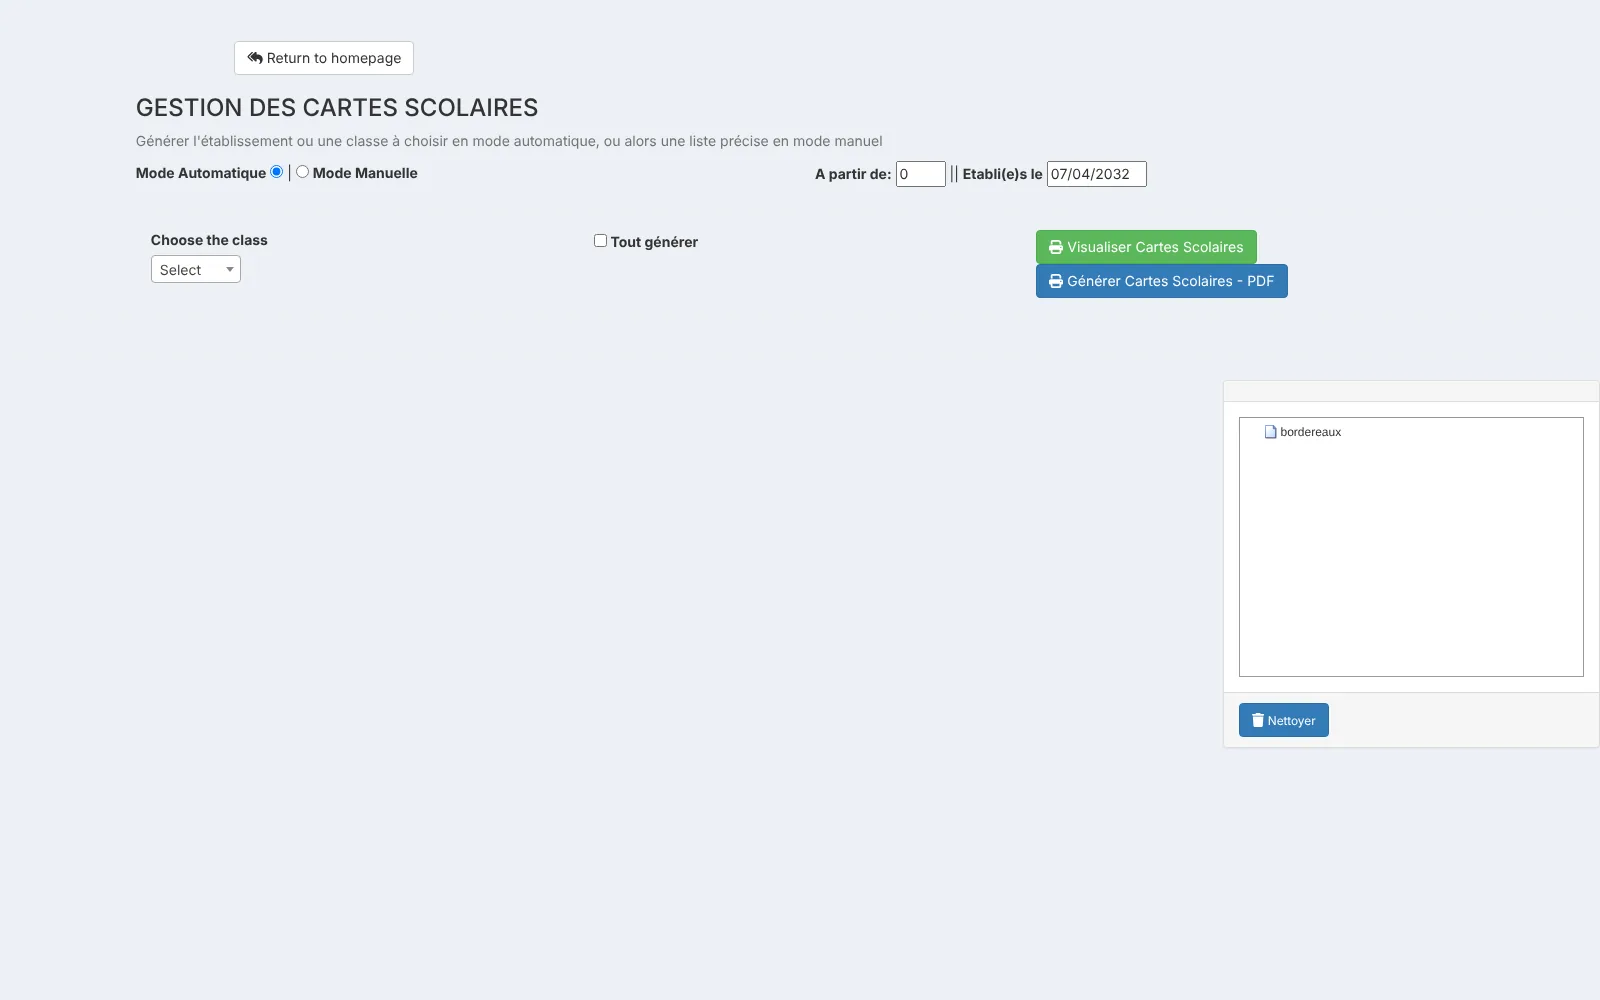 Return to homepage
GESTION DES CARTES SCOLAIRES
Générer l'établissement ou une classe à choisir en mode automatique, ou alors une liste précise en mode manuel
Mode Automatique | Mode Manuelle
A partir de: 0 || Etabli(e)s le 07/04/2032
Choose the class
Select
Tout générer
Visualiser Cartes Scolaires
Générer Cartes Scolaires - PDF
bordereaux
Nettoyer